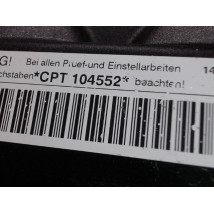 G! Bei allen Pruef-und Einstellarbeiten 14
chstaben*CPT 104552* beachten!